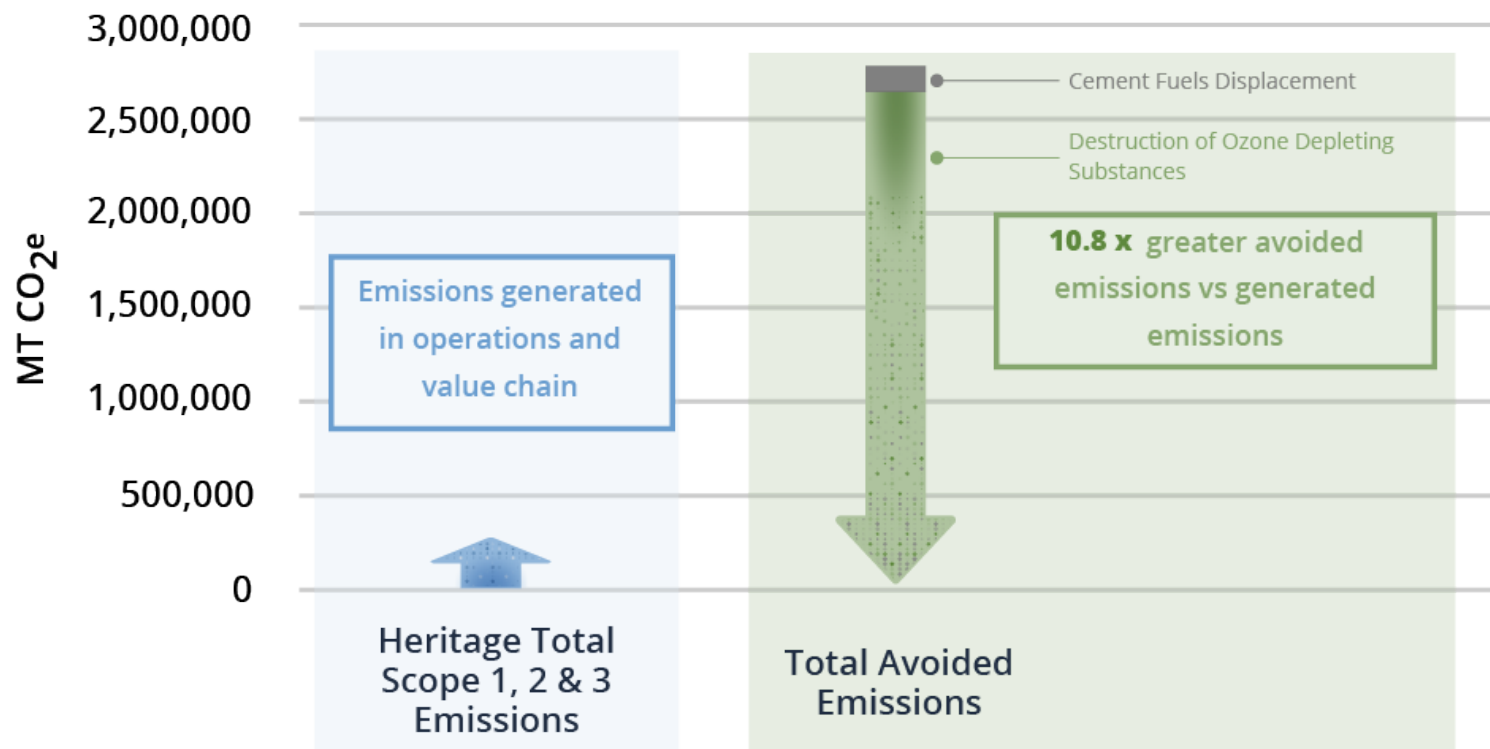 MT CO2e
3,000,000
2,500,000
2,000,000
1,500,000
1,000,000
500,000
0
Emissions generated
in operations and
value chain
Heritage Total
Scope 1, 2 & 3
Emissions
Cement Fuels Displacement
Destruction of Ozone Depleting
Substances
10.8 x greater avoided
emissions vs generated
emissions
Total Avoided
Emissions